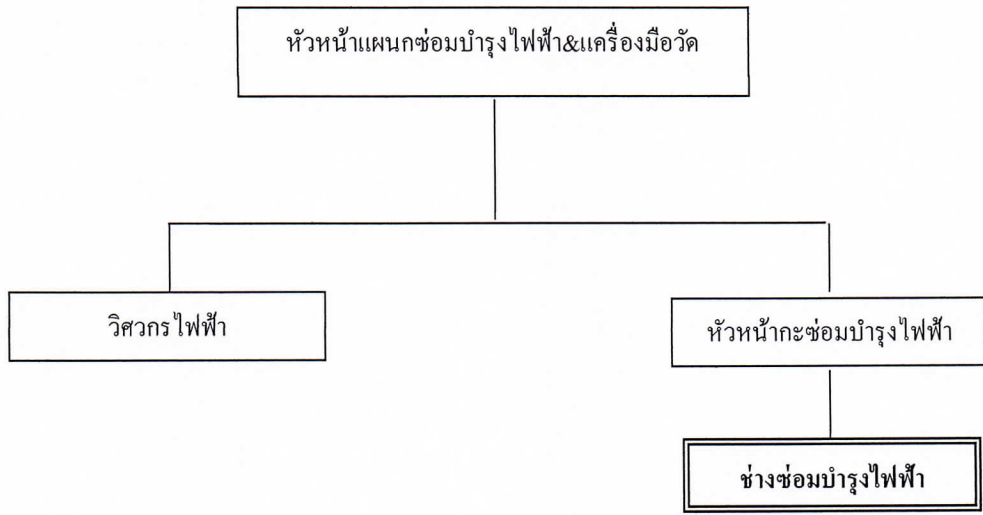 หัวหน้าแผนกซ่อมบำรุงไฟฟ้า&เครื่องมือวัด
วิศวกรไฟฟ้า
หัวหน้ากะซ่อมบำรุงไฟฟ้า
ช่างซ่อมบำรุงไฟฟ้า